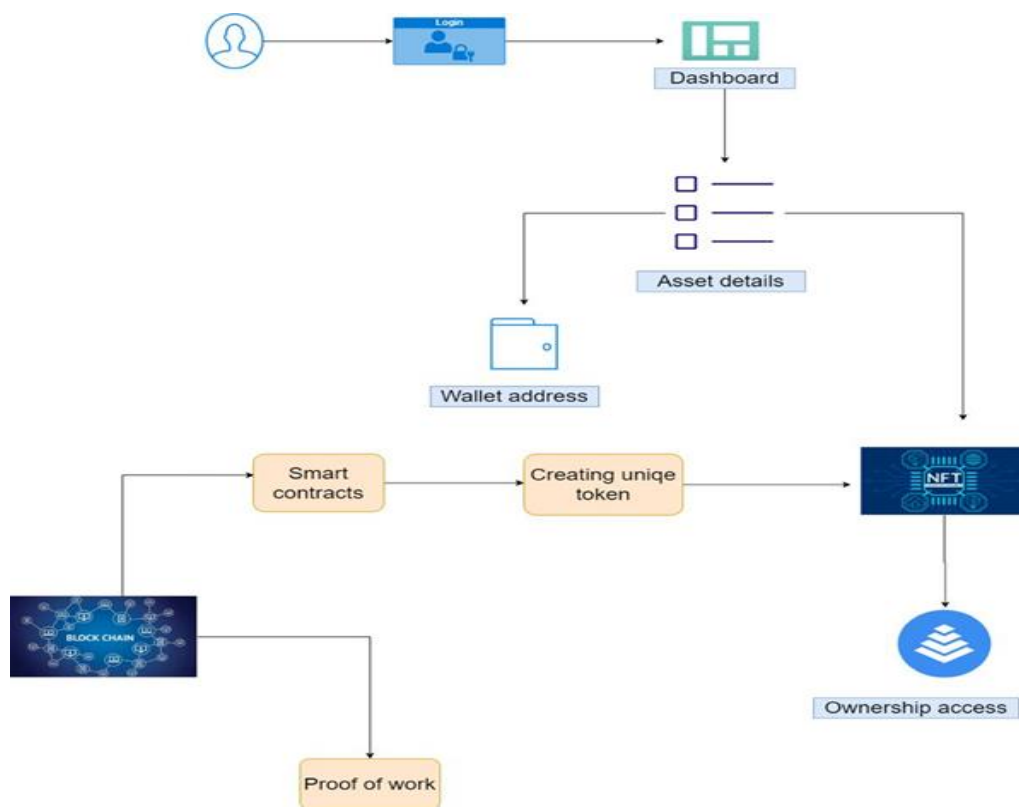 Login
Dashboard
Asset details
Wallet address
Smart
contracts
Creating uniqe
token
NFT
BLOCK CHAIN
Ownership access
Proof of work